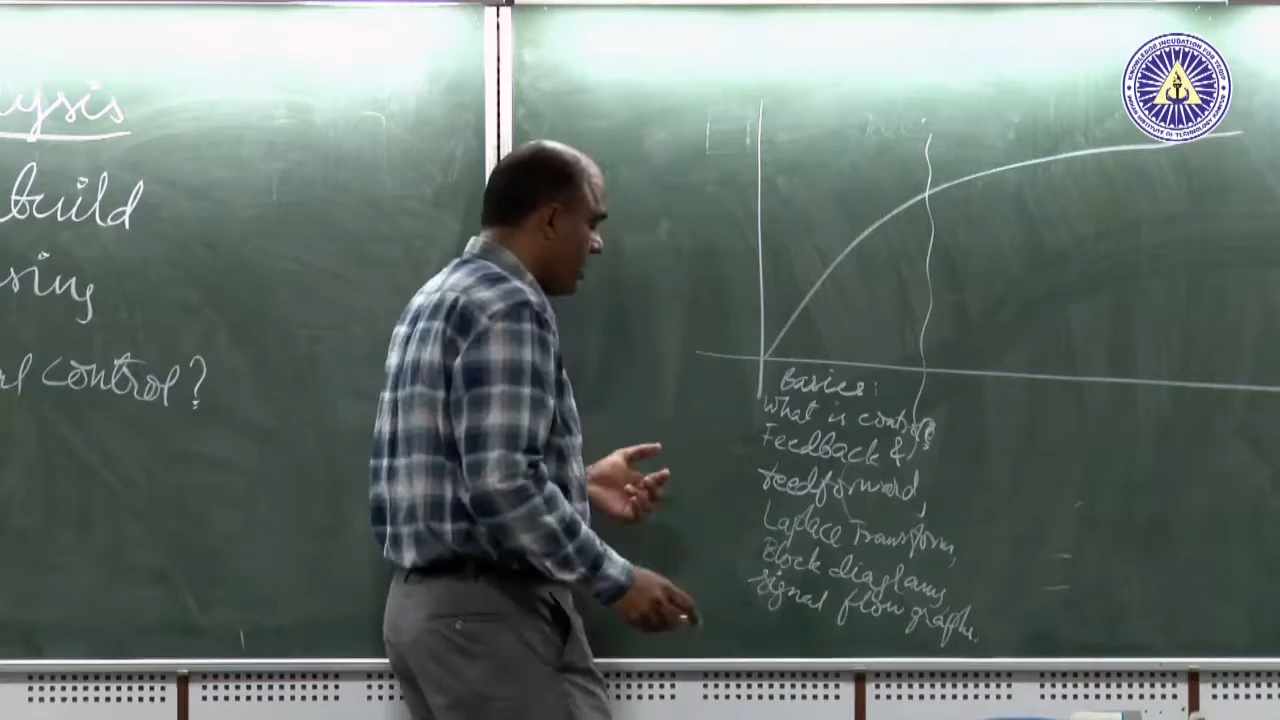 ysis
build
sing
control?
Basics:
What is control?
Feedback &
feedforward,
Laplace Transform,
Block diagrams,
Signal flow graphs.